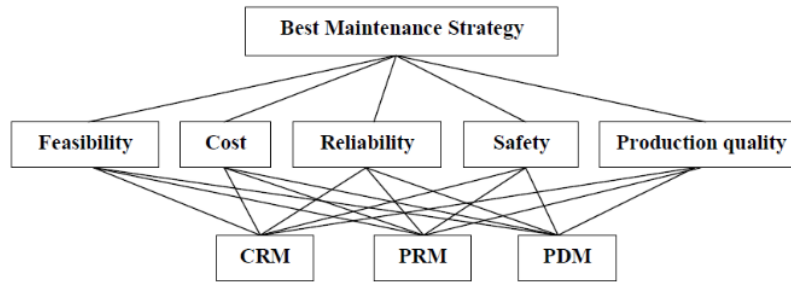 Best Maintenance Strategy
Feasibility
Cost
Reliability
Safety
Production quality
CRM
PRM
PDM